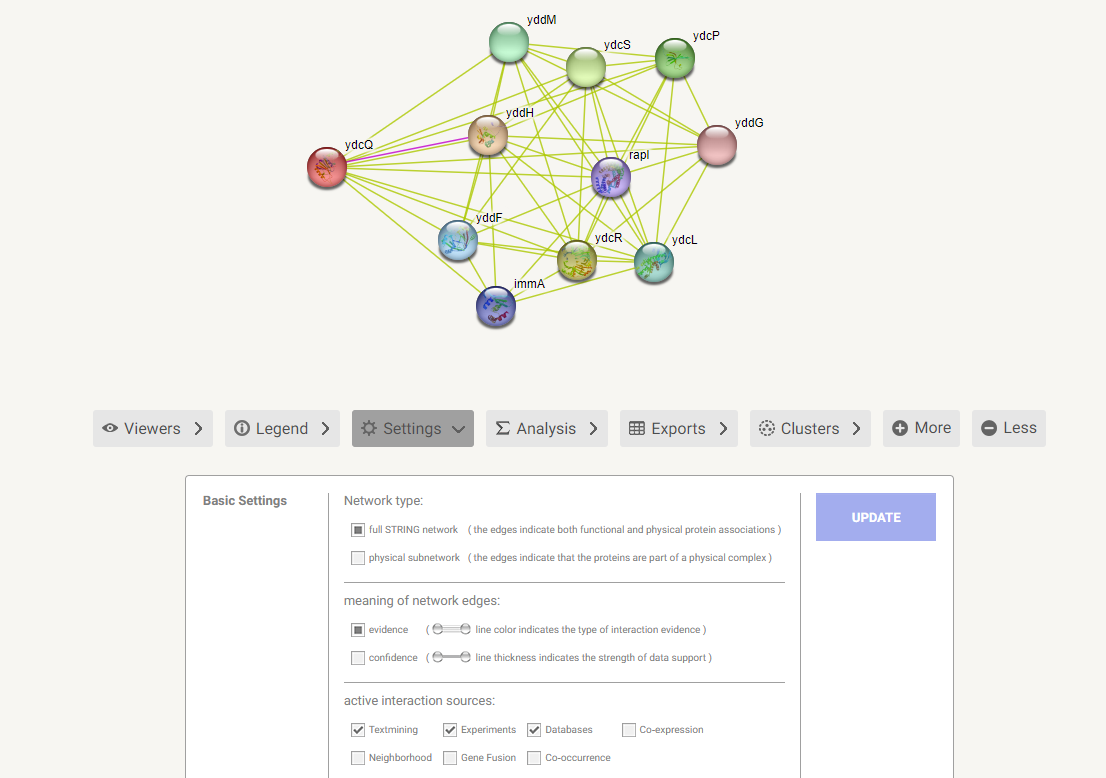 yddM
ydcS
ydcP
yddH
yddG
ydcQ
rapI
yddF
ydcR
ydcL
immA
Viewers
Legend
Settings
Analysis
Exports
Clusters
More
Less
Basic Settings
Network type:
UPDATE
full STRING network ( the edges indicate both functional and physical protein associations )
physical subnetwork ( the edges indicate that the proteins are part of a physical complex )
meaning of network edges:
evidence ( line color indicates the type of interaction evidence )
confidence ( line thickness indicates the strength of data support )
active interaction sources:
Textmining Experiments Databases Co-expression
Neighborhood Gene Fusion Co-occurrence